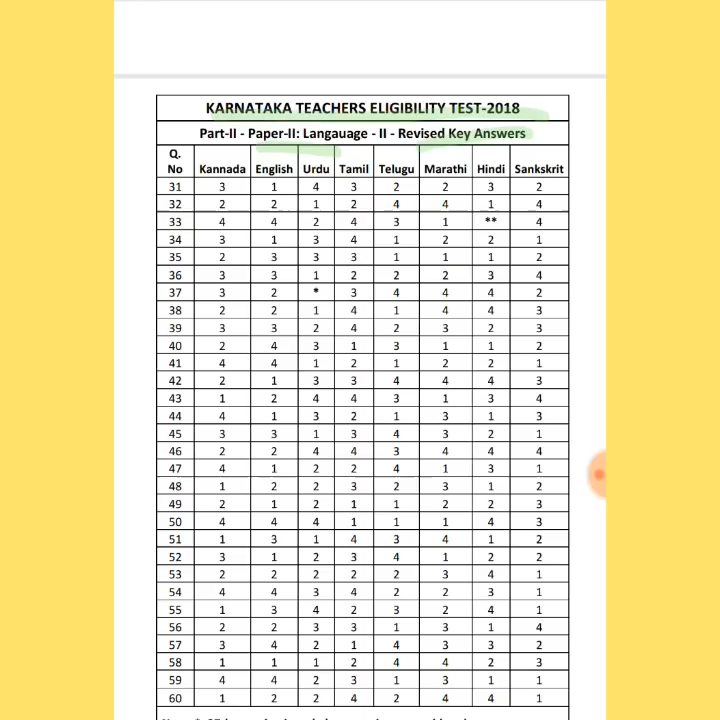 KARNATAKA TEACHERS ELIGIBILITY TEST-2018
Part-II - Paper-II: Langauage - II - Revised Key Answers
Q. No Kannada English Urdu Tamil Telugu Marathi Hindi Sankskrit
31 3 1 4 3 2 2 3 2
32 2 2 1 2 4 4 1 4
33 4 4 2 4 3 1 ** 4
34 3 1 3 4 1 2 2 1
35 2 3 3 3 1 1 1 2
36 3 3 1 2 2 2 3 4
37 3 2 * 3 4 4 4 2
38 2 2 1 4 1 4 4 3
39 3 3 2 4 2 3 2 3
40 2 4 3 1 3 1 1 2
41 4 4 1 2 1 2 2 1
42 2 1 3 3 4 4 4 3
43 1 2 4 4 3 1 3 4
44 4 1 3 2 1 3 1 3
45 3 3 1 3 4 3 2 1
46 2 2 4 4 3 4 4 4
47 4 1 2 2 4 1 3 1
48 1 2 2 3 2 3 1 2
49 2 1 2 1 1 2 2 3
50 4 4 4 1 1 1 4 3
51 1 3 1 4 3 4 1 2
52 3 1 2 3 4 1 2 2
53 2 2 2 2 2 3 4 1
54 4 4 3 4 2 2 3 1
55 1 3 4 2 3 2 4 1
56 2 2 3 3 1 3 1 4
57 3 4 2 1 4 3 3 2
58 1 1 1 2 4 4 2 3
59 4 4 2 3 1 3 1 1
60 1 2 2 4 2 4 4 1